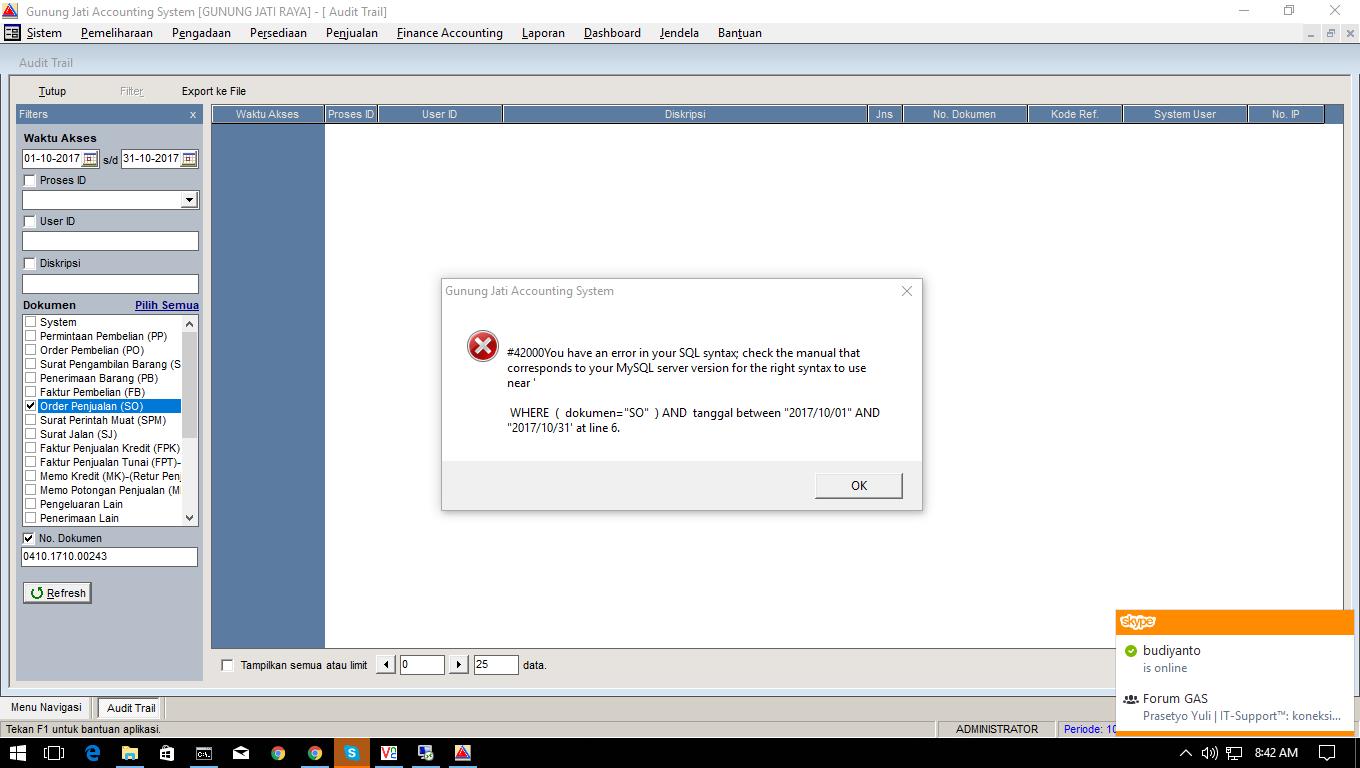 Gunung Jati Accounting System [GUNUNG JATI RAYA] - [ Audit Trail]
Sistem Pemeliharaan Pengadaan Persediaan Penjualan Finance Accounting Laporan Dashboard Jendela Bantuan
Audit Trail
Tutup Filter Export ke File
Filters x
Waktu Akses
01-10-2017 s/d 31-10-2017
Proses ID
User ID
Diskripsi
Dokumen Pilih Semua
System
Permintaan Pembelian (PP)
Order Pembelian (PO)
Surat Pengambilan Barang (S
Penerimaan Barang (PB)
Faktur Pembelian (FB)
Order Penjualan (SO)
Surat Perintah Muat (SPM)
Surat Jalan (SJ)
Faktur Penjualan Kredit (FPK)
Faktur Penjualan Tunai (FPT)-
Memo Kredit (MK)-(Retur Penj
Memo Potongan Penjualan (M
Pengeluaran Lain
Penerimaan Lain
No. Dokumen
0410.1710.00243
Refresh
Waktu Akses Proses ID User ID Diskripsi Jns No. Dokumen Kode Ref. System User No. IP
Gunung Jati Accounting System
#42000You have an error in your SQL syntax; check the manual that
corresponds to your MySQL server version for the right syntax to use
near '
WHERE ( dokumen="SO" ) AND tanggal between "2017/10/01" AND
"2017/10/31' at line 6.
OK
Tampilkan semua atau limit 0 25 data.
skype
budiyanto
is online
Forum GAS
Prasetyo Yuli | IT-Support™: koneksi...
Menu Navigasi Audit Trail
Tekan F1 untuk bantuan aplikasi. ADMINISTRATOR Periode: 10
8:42 AM